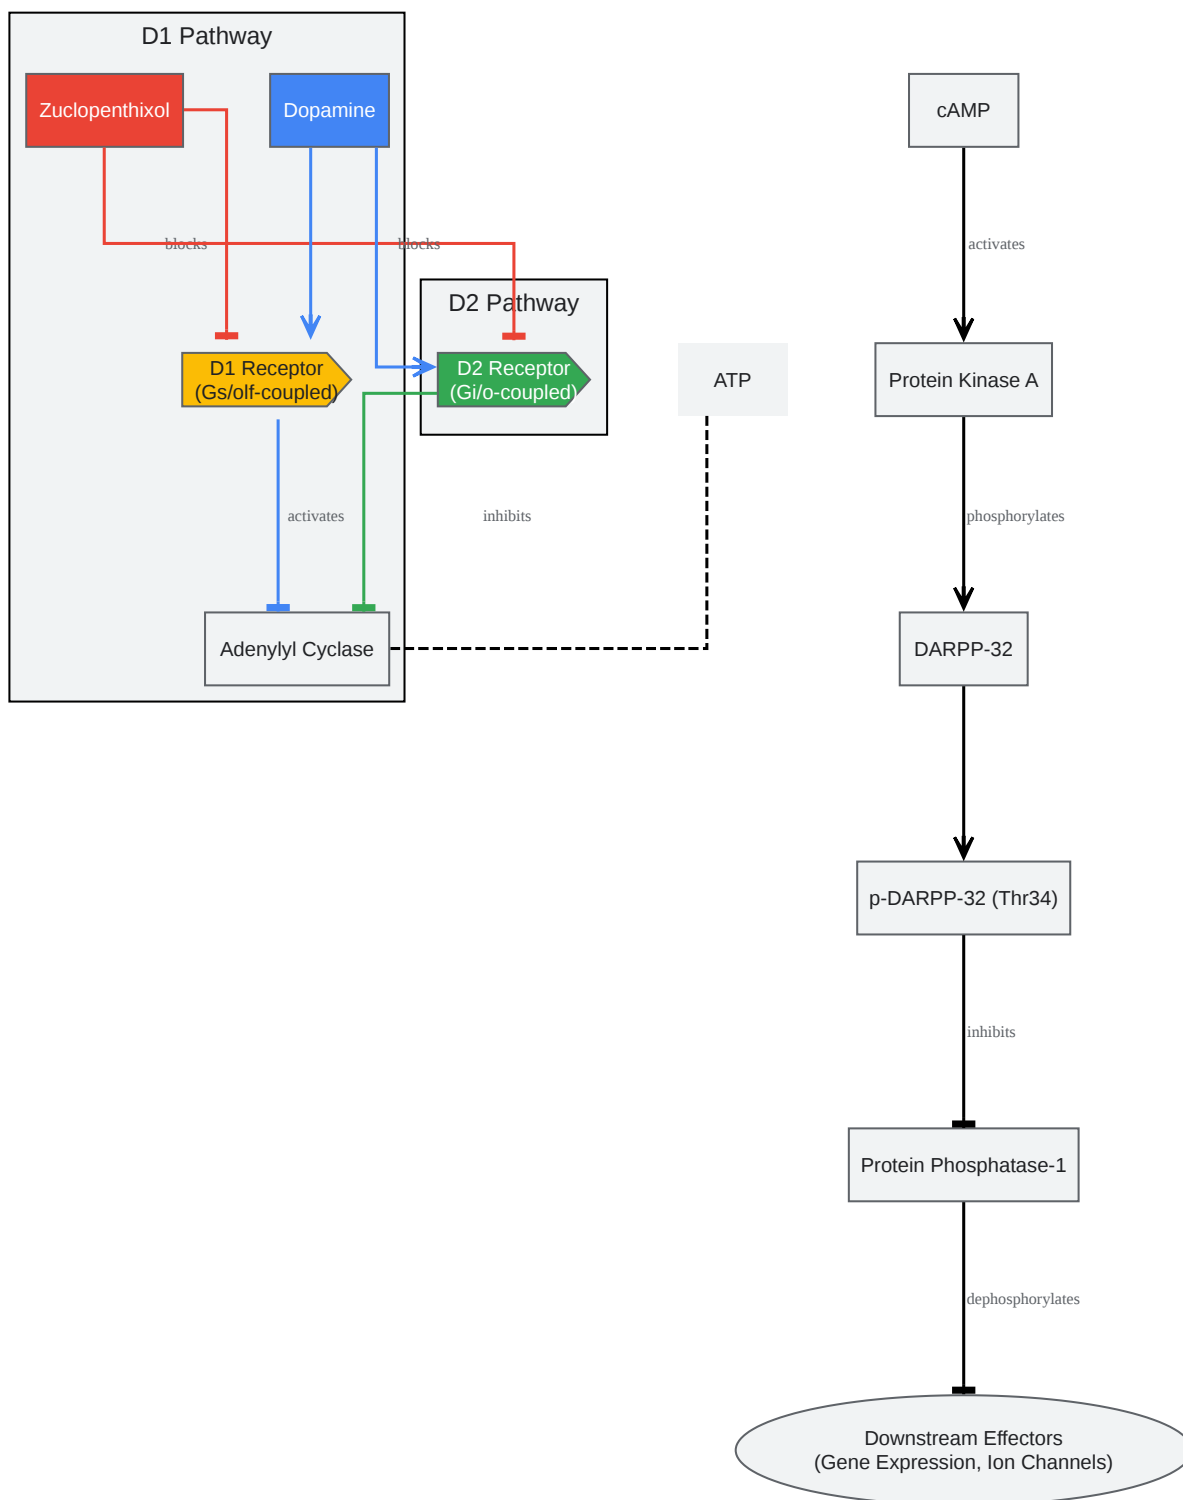 D1 Pathway
Zuclopenthixol
Dopamine
cAMP
blocks
blocks
activates
D2 Pathway
D1 Receptor
(Gs/olf-coupled)
D2 Receptor
(Gi/o-coupled)
ATP
Protein Kinase A
activates
inhibits
phosphorylates
Adenylyl Cyclase
DARPP-32
p-DARPP-32 (Thr34)
inhibits
Protein Phosphatase-1
dephosphorylates
Downstream Effectors
(Gene Expression, Ion Channels)